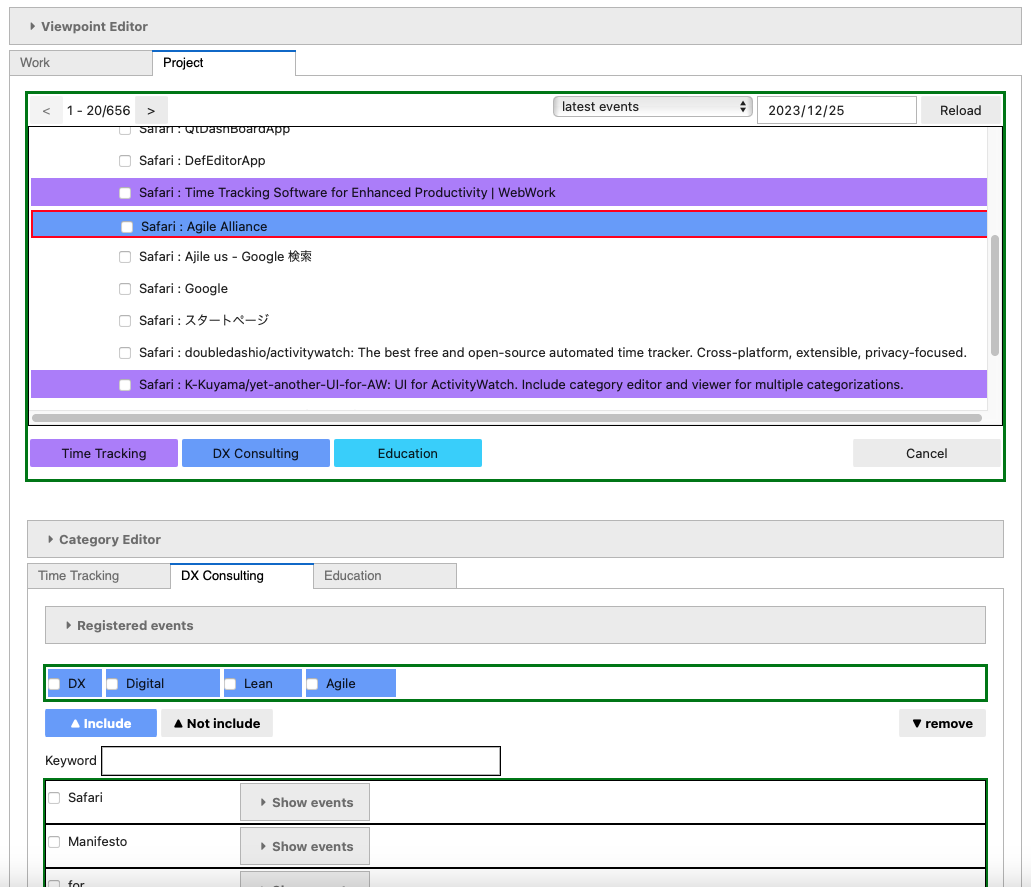 Viewpoint Editor
Work Project
< 1 - 20/656 > latest events 2023/12/25 Reload
Safari : QtDashBoardApp
Safari : DefEditorApp
Safari : Time Tracking Software for Enhanced Productivity | WebWork
Safari : Agile Alliance
Safari : Ajile us - Google 検索
Safari : Google
Safari : スタートページ
Safari : doubledashio/activitywatch: The best free and open-source automated time tracker. Cross-platform, extensible, privacy-focused.
Safari : K-Kuyama/yet-another-UI-for-AW: UI for ActivityWatch. Include category editor and viewer for multiple categorizations.
Time Tracking DX Consulting Education Cancel
Category Editor
Time Tracking DX Consulting Education
Registered events
DX Digital Lean Agile
▲ Include ▲ Not include ▼ remove
Keyword
Safari Show events
Manifesto Show events
for Show events